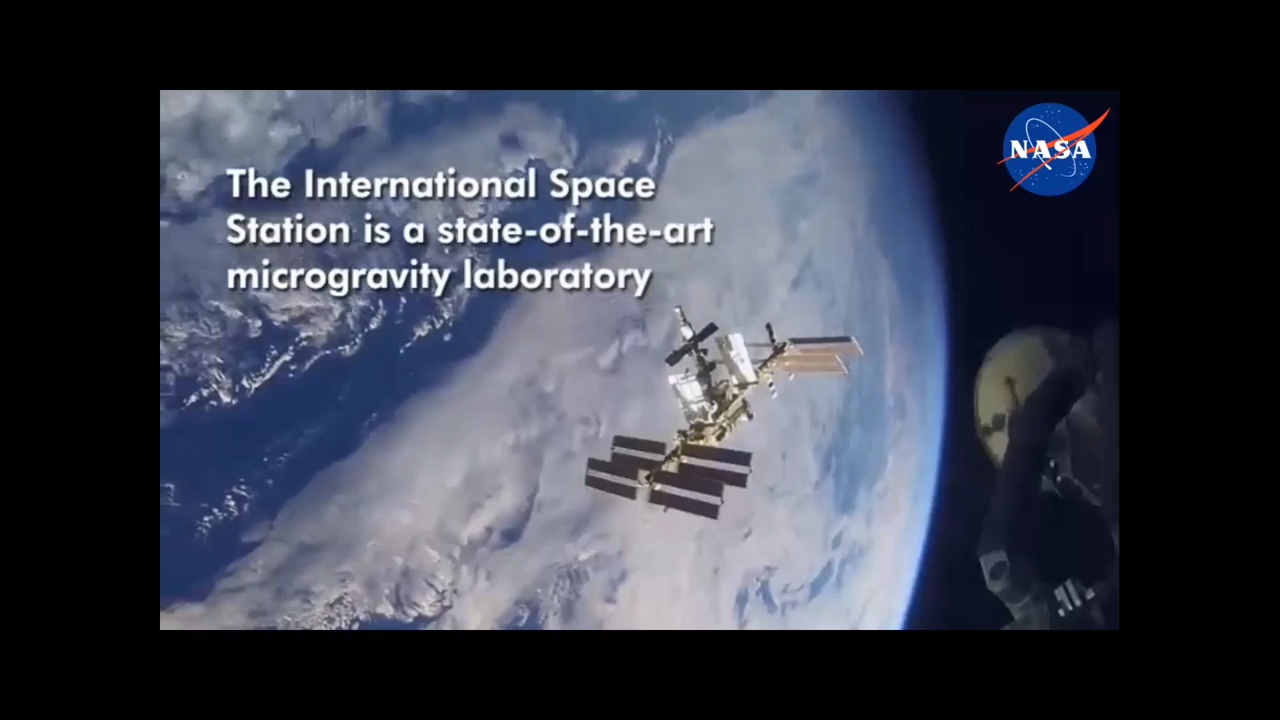 The International Space
Station is a state-of-the-art
microgravity laboratory
NASA